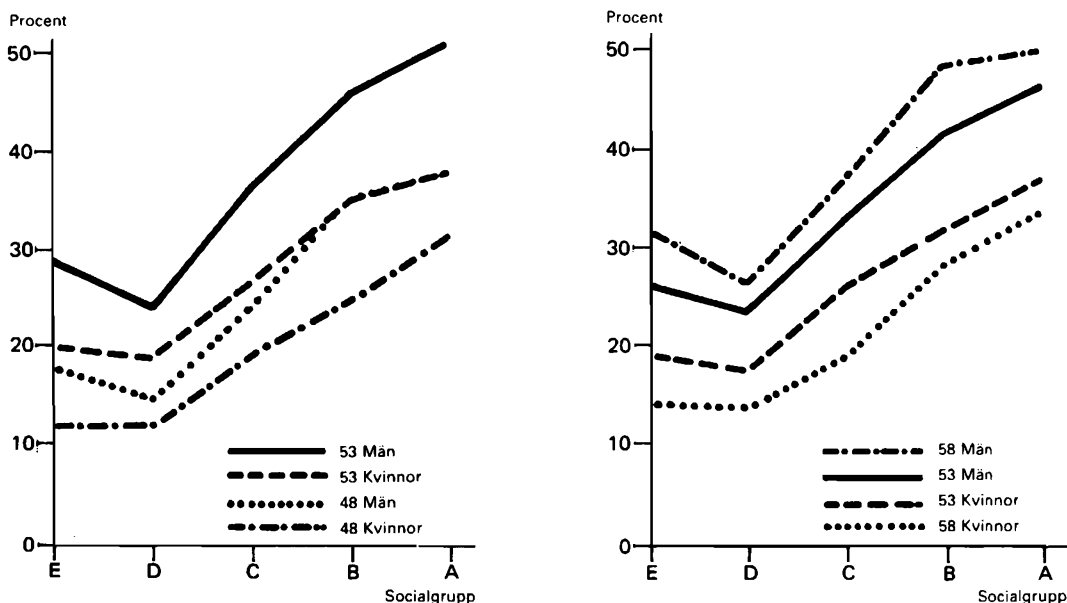 Procent
50
40
30
20
10
0
E D C B A
Socialgrupp
53 Män
53 Kvinnor
48 Män
48 Kvinnor
Procent
50
40
30
20
10
0
E D C B A
Socialgrupp
58 Män
53 Män
53 Kvinnor
58 Kvinnor